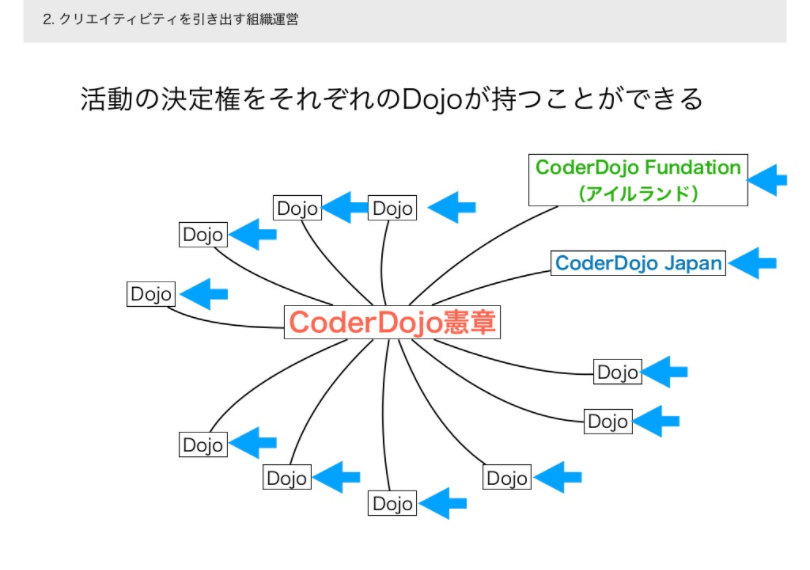 2. クリエイティビティを引き出す組織運営
活動の決定権をそれぞれのDojoが持つことができる
CoderDojo Fundation
（アイルランド）
Dojo
Dojo
Dojo
CoderDojo Japan
Dojo
CoderDojo憲章
Dojo
Dojo
Dojo
Dojo
Dojo
Dojo